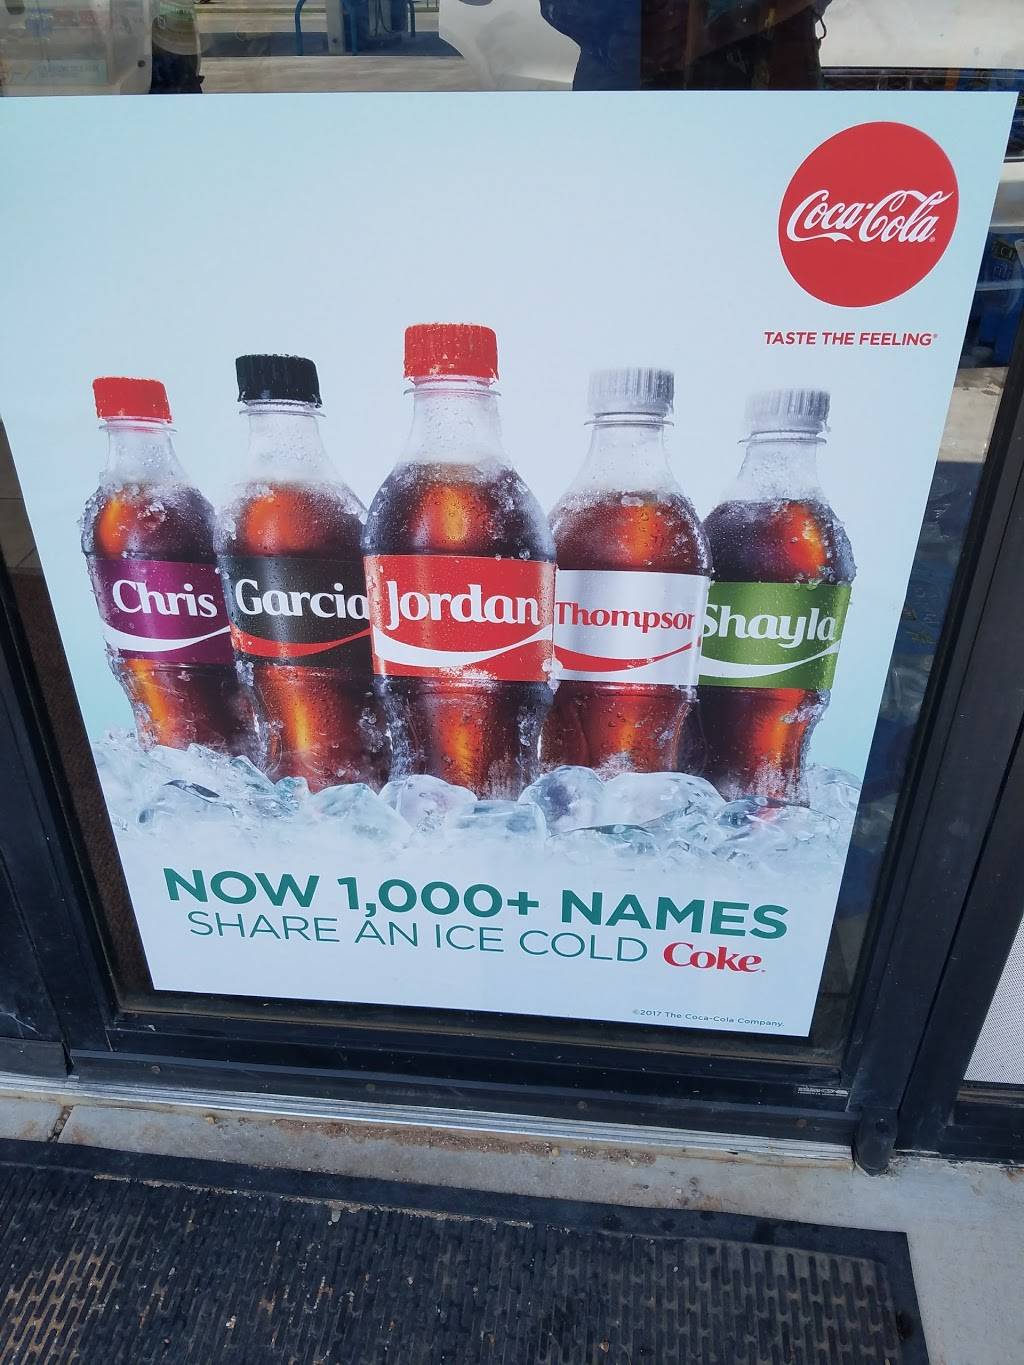 Coca-Cola
TASTE THE FEELING®
Chris
Garcia
Jordan
Thompson
Shayla
NOW 1,000+ NAMES
SHARE AN ICE COLD Coke.
©2017 The Coca-Cola Company.